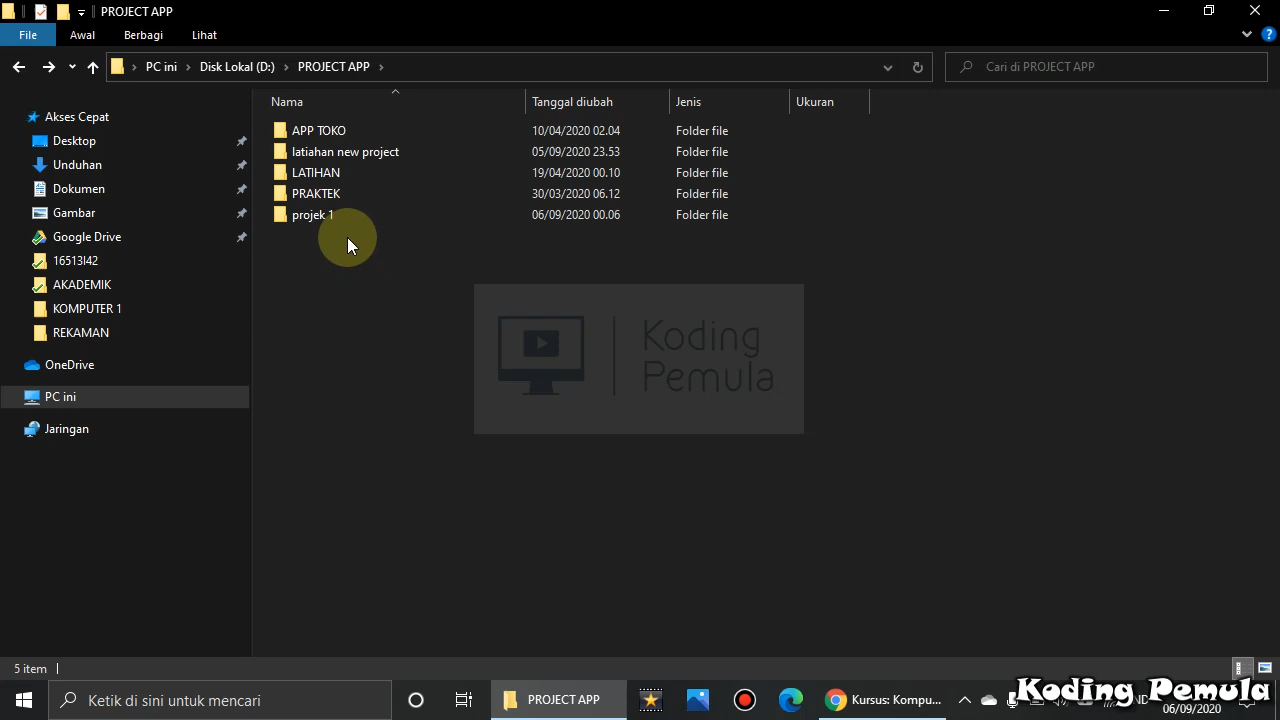 PROJECT APP
File Awal Berbagi Lihat
PC ini Disk Lokal (D:) PROJECT APP
Cari di PROJECT APP
Nama Tanggal diubah Jenis Ukuran
APP TOKO 10/04/2020 02.04 Folder file
latiahan new project 05/09/2020 23.53 Folder file
LATIHAN 19/04/2020 00.10 Folder file
PRAKTEK 30/03/2020 06.12 Folder file
projek 1 06/09/2020 00.06 Folder file
Akses Cepat
Desktop
Unduhan
Dokumen
Gambar
Google Drive
16513I42
AKADEMIK
KOMPUTER 1
REKAMAN
OneDrive
PC ini
Jaringan
Koding
Pemula
5 item
Ketik di sini untuk mencari
PROJECT APP
Kursus: Kompu...
Koding Pemula
06/09/2020